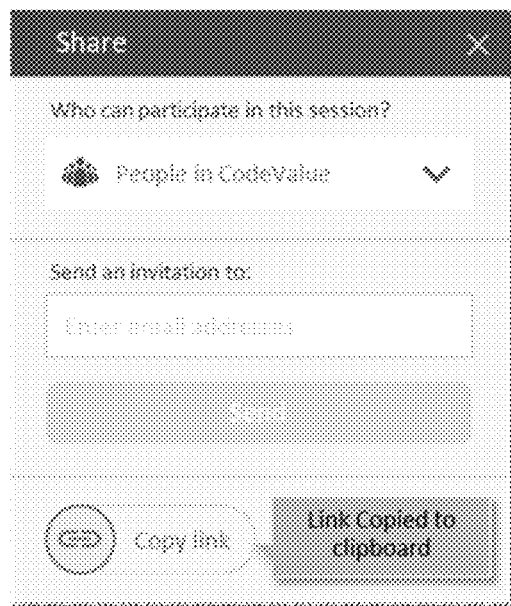 Share
Who can participate in this session?
People in CodeValue
Send an invitation to:
Enter email addresses
Send
Copy link
Link Copied to
clipboard